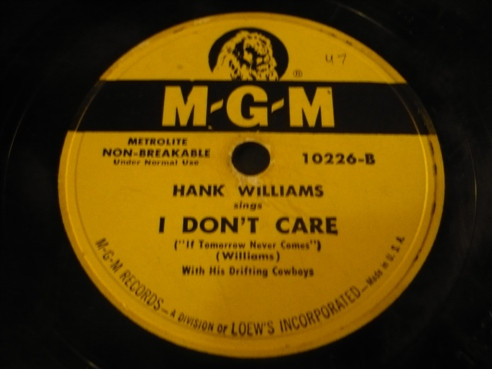 47
®
M-G-M
METROLITE
NON-BREAKABLE
Under Normal Use
10226-B
HANK WILLIAMS
sings
I DON'T CARE
("If Tomorrow Never Comes")
(Williams)
With His Drifting Cowboys
M-G-M RECORDS — A DIVISION OF LOEW'S INCORPORATED — Made in U.S.A.